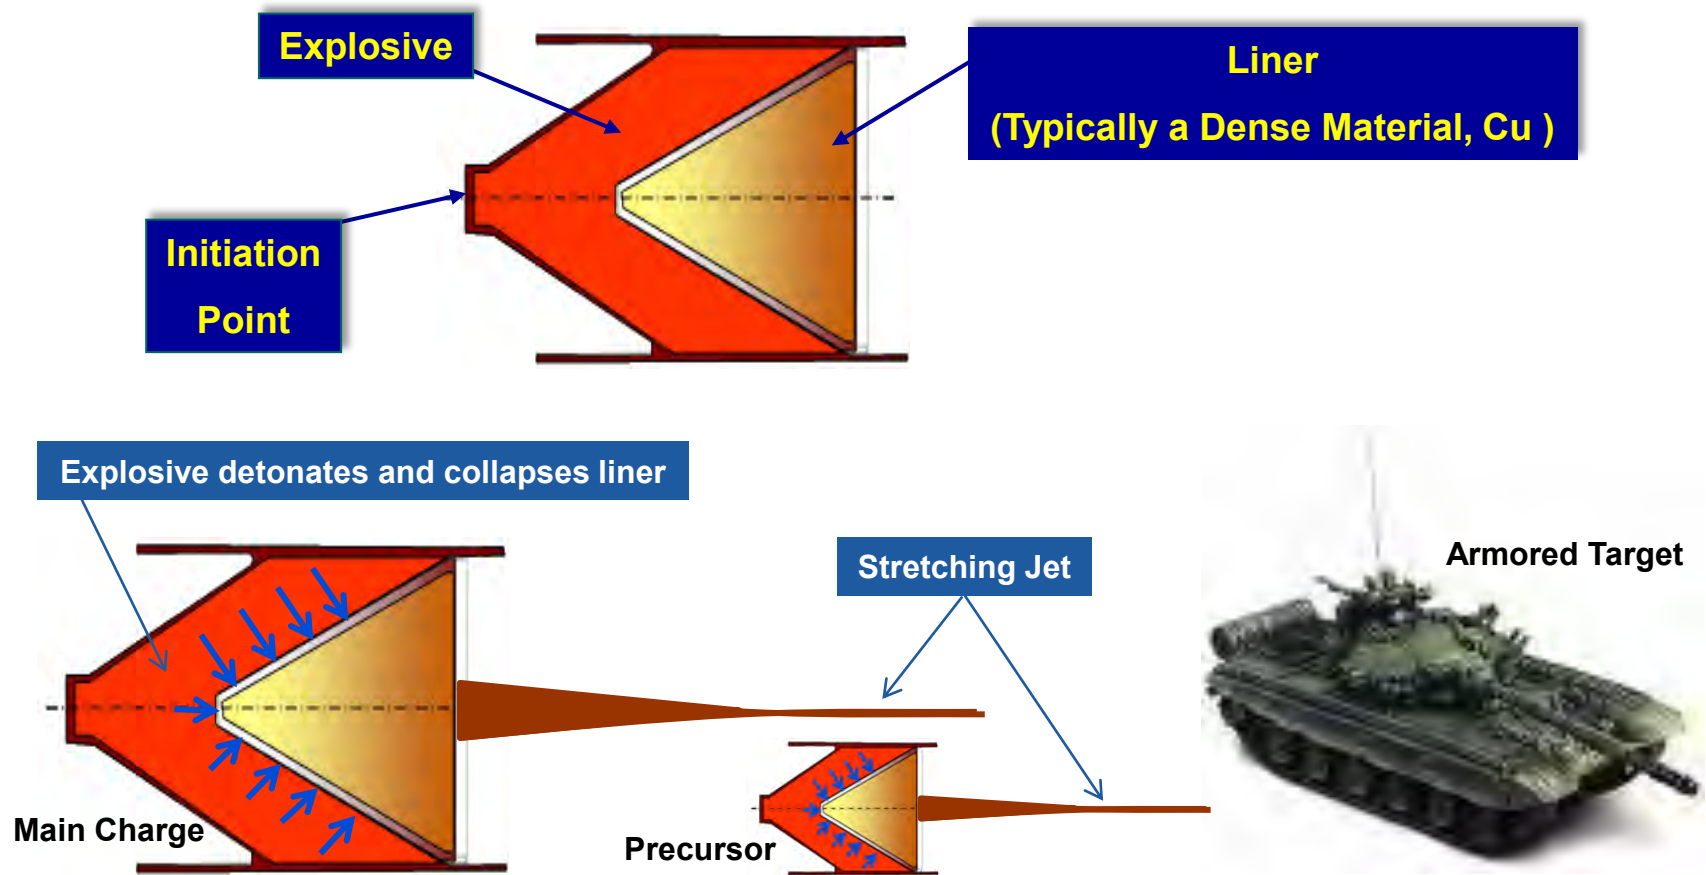 Explosive
Liner
(Typically a Dense Material, Cu )
Initiation
Point
Explosive detonates and collapses liner
Stretching Jet
Armored Target
Main Charge
Precursor